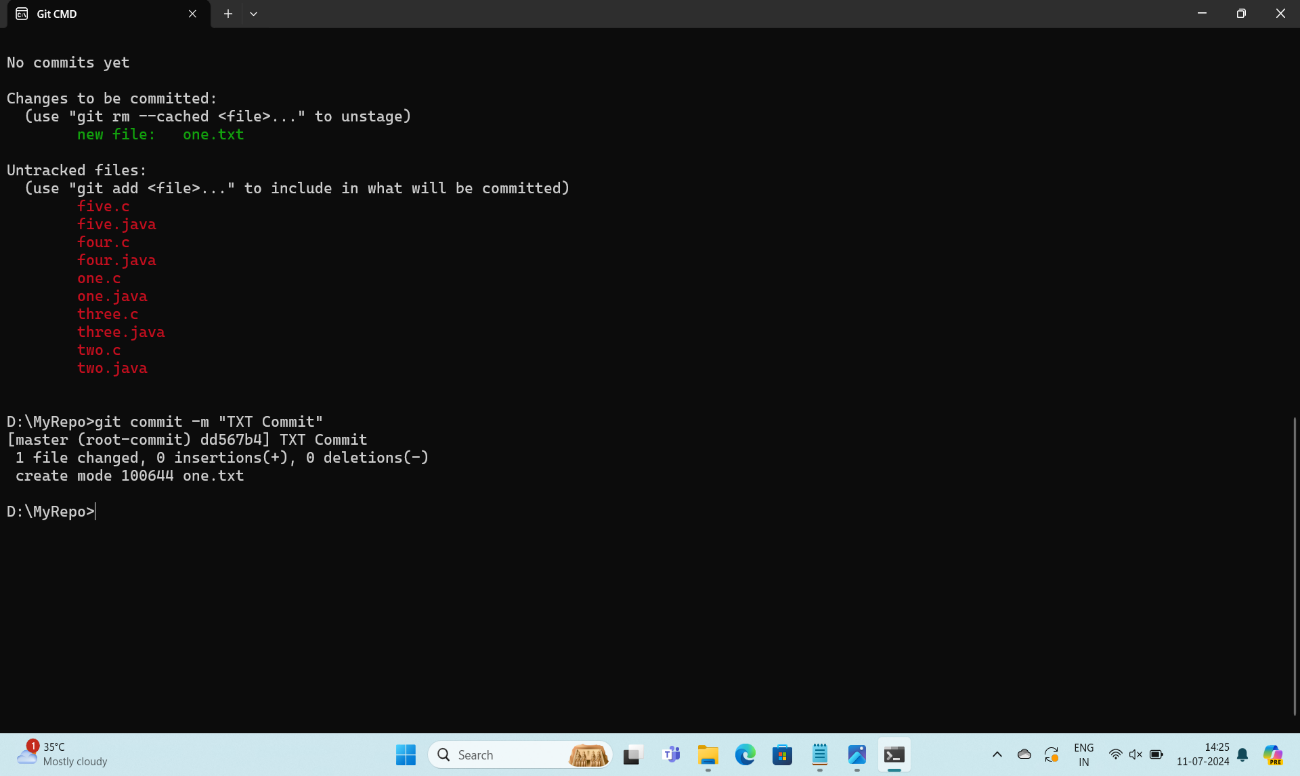 Git CMD
No commits yet
Changes to be committed:
  (use "git rm --cached <file>..." to unstage)
        new file:   one.txt
Untracked files:
  (use "git add <file>..." to include in what will be committed)
        five.c
        five.java
        four.c
        four.java
        one.c
        one.java
        three.c
        three.java
        two.c
        two.java
D:\MyRepo>git commit -m "TXT Commit"
[master (root-commit) dd567b4] TXT Commit
 1 file changed, 0 insertions(+), 0 deletions(-)
 create mode 100644 one.txt
D:\MyRepo>
1
35°C
Mostly cloudy
Search
ENG
IN
14:25
11-07-2024
PRE